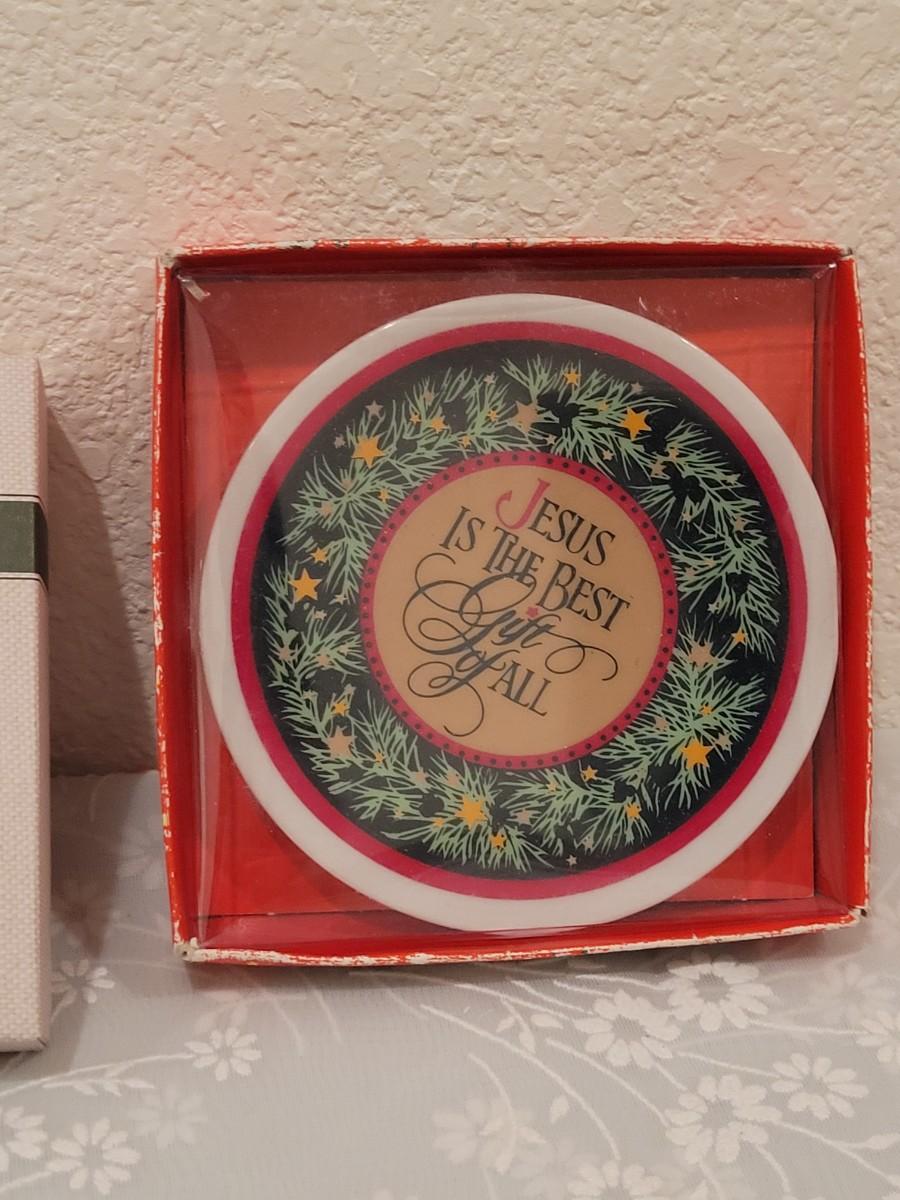 JESUS
IS THE BEST
Gift
Of ALL